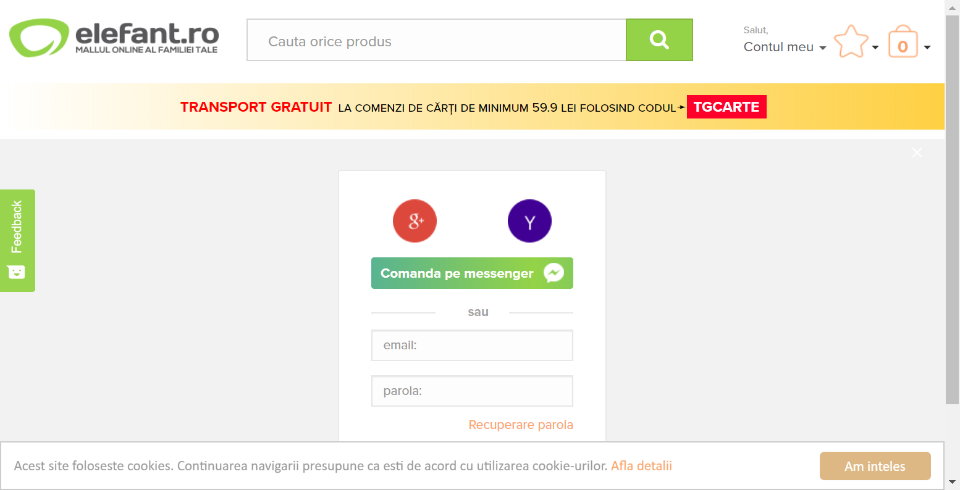 elefant.ro
MALLUL ONLINE AL FAMILIEI TALE
Cauta orice produs
Salut,
Contul meu
0
TRANSPORT GRATUIT LA COMENZI DE CĂRȚI DE MINIMUM 59.9 LEI FOLOSIND CODUL TGCARTE
Feedback
g+
Y
Comanda pe messenger
sau
email:
parola:
Recuperare parola
Acest site foloseste cookies. Continuarea navigarii presupune ca esti de acord cu utilizarea cookie-urilor. Afla detalii
Am inteles